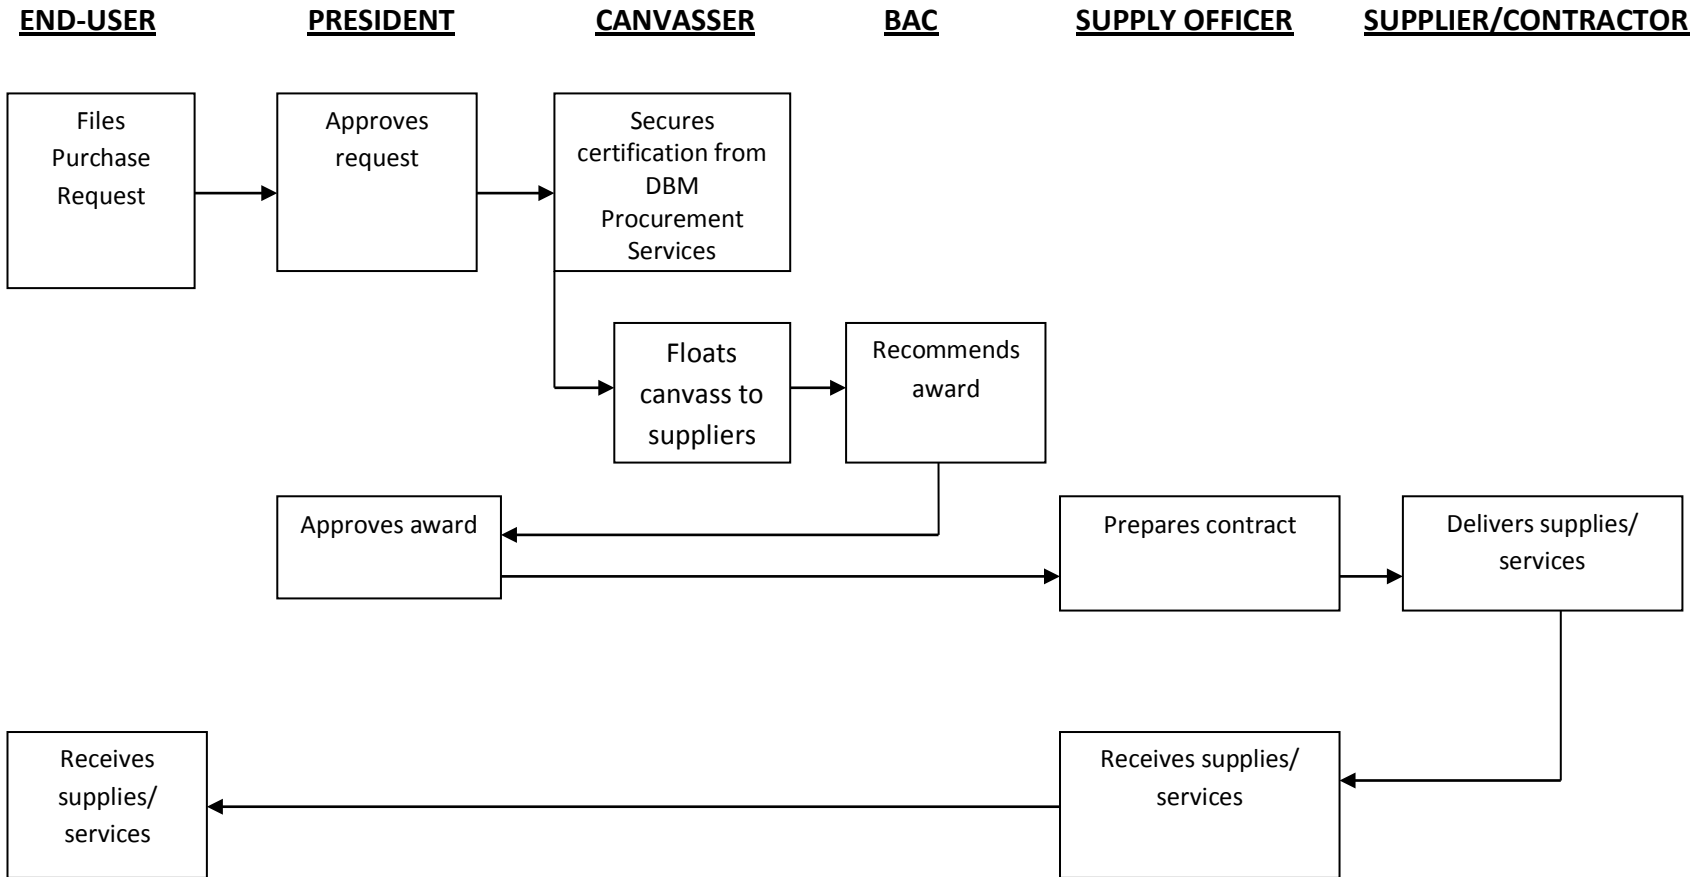 END-USER PRESIDENT CANVASSER BAC SUPPLY OFFICER SUPPLIER/CONTRACTOR
Files
Purchase
Request
Approves
request
Secures
certification from
DBM
Procurement
Services
Floats
canvass to
suppliers
Recommends
award
Approves award
Prepares contract
Delivers supplies/
services
Receives
supplies/
services
Receives supplies/
services